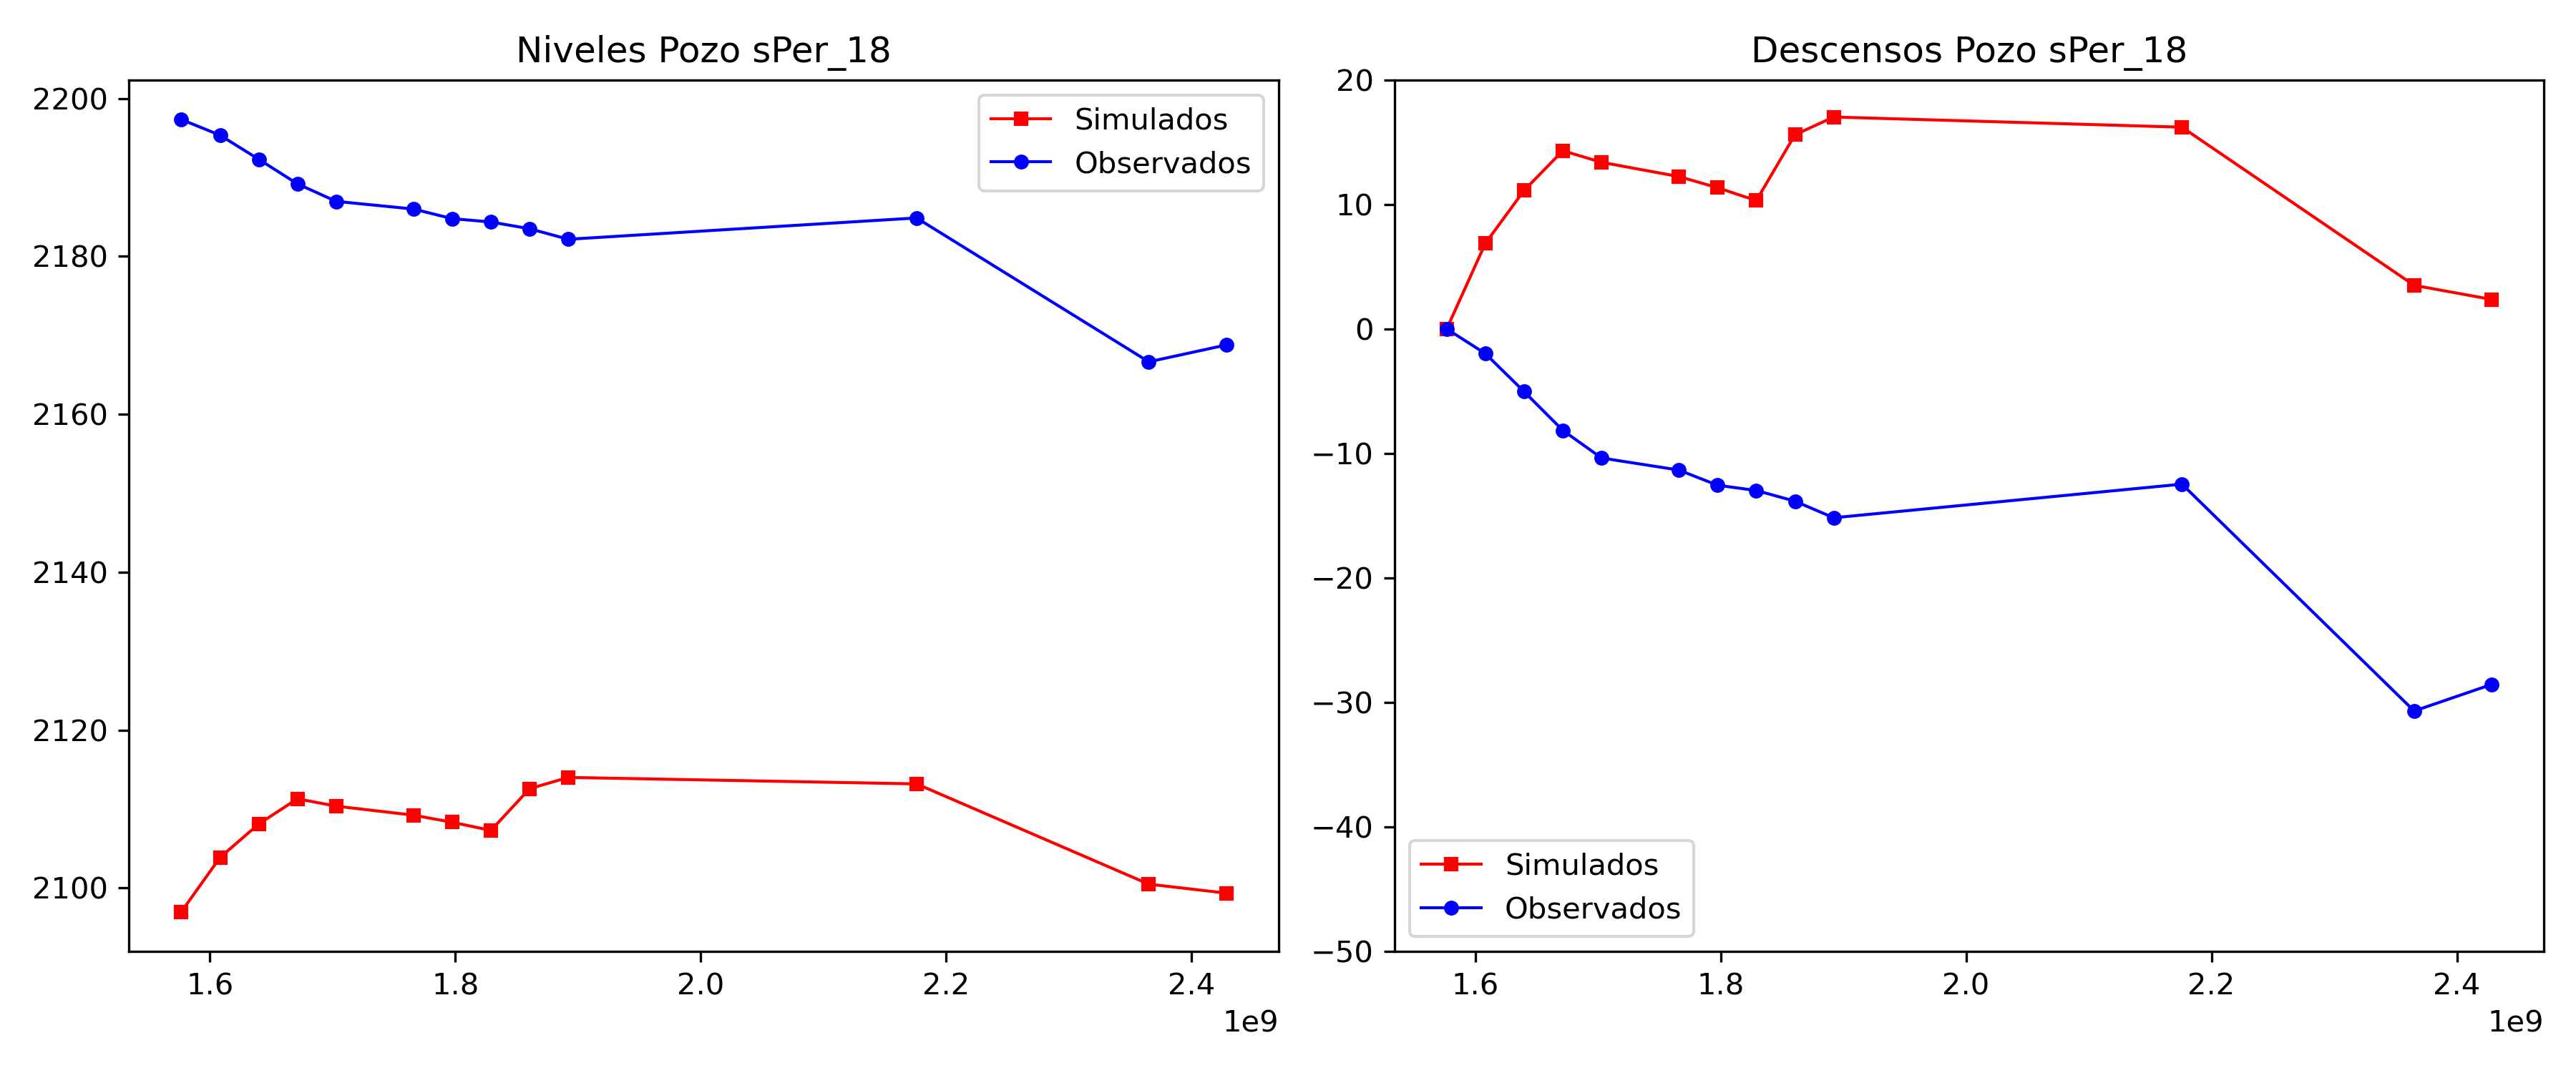 Niveles Pozo sPer_18
2200
2180
2160
2140
2120
2100
1.6 1.8 2.0 2.2 2.4
1e9
Simulados
Observados
Descensos Pozo sPer_18
20
10
0
−10
−20
−30
−40
−50
1.6 1.8 2.0 2.2 2.4
1e9
Simulados
Observados